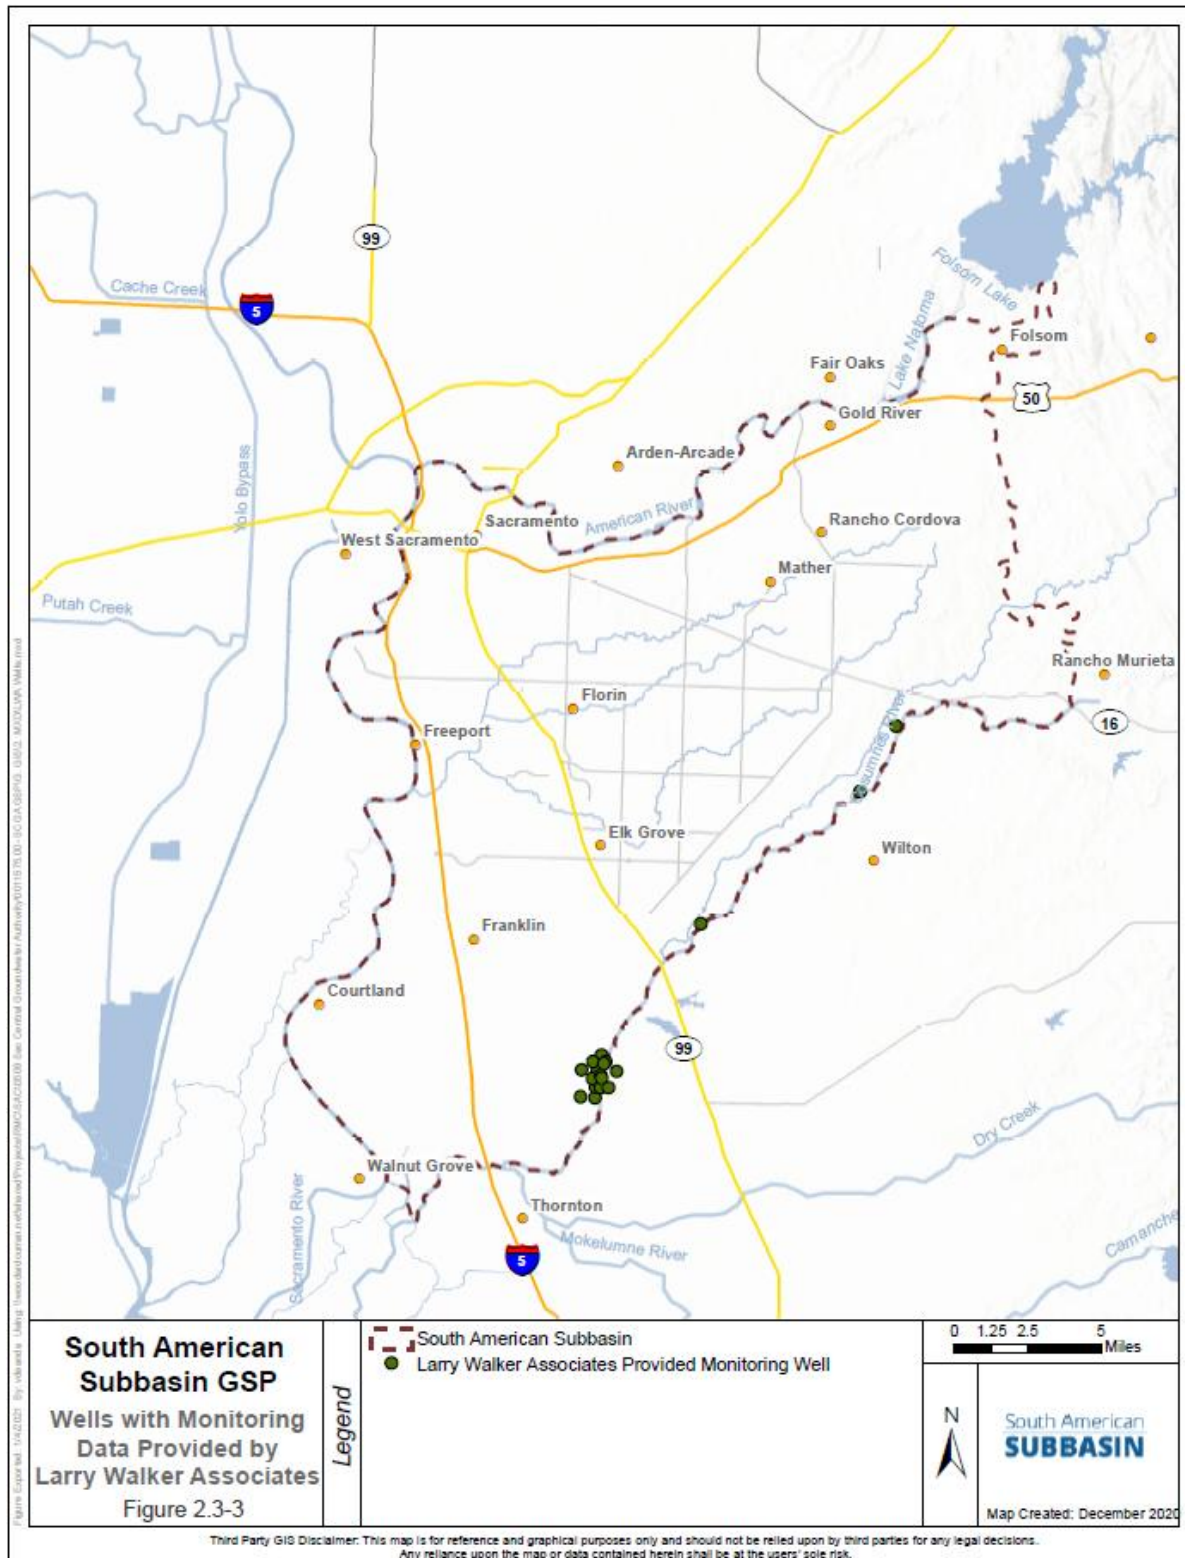 99
Cache Creek
5
Folsom Lake
Lake Natoma
Folsom
Fair Oaks
50
Gold River
Arden-Arcade
Yolo Bypass
American River
Sacramento
Rancho Cordova
West Sacramento
Mather
Putah Creek
Rancho Murieta
Florin
16
Freeport
sumnes River
Elk Grove
Wilton
Franklin
Courtland
99
Dry Creek
Walnut Grove
Sacramento River
Thornton
Mokelumne River
Camanche
5
South American
Subbasin GSP
Wells with Monitoring
Data Provided by
Larry Walker Associates
Figure 2.3-3
Legend
South American Subbasin
Larry Walker Associates Provided Monitoring Well
0 1.25 2.5 5
Miles
N
South American
SUBBASIN
Map Created: December 2020
Third Party GIS Disclaimer: This map is for reference and graphical purposes only and should not be relied upon by third parties for any legal decisions.
Any reliance upon the map or data contained herein shall be at the users' sole risk.